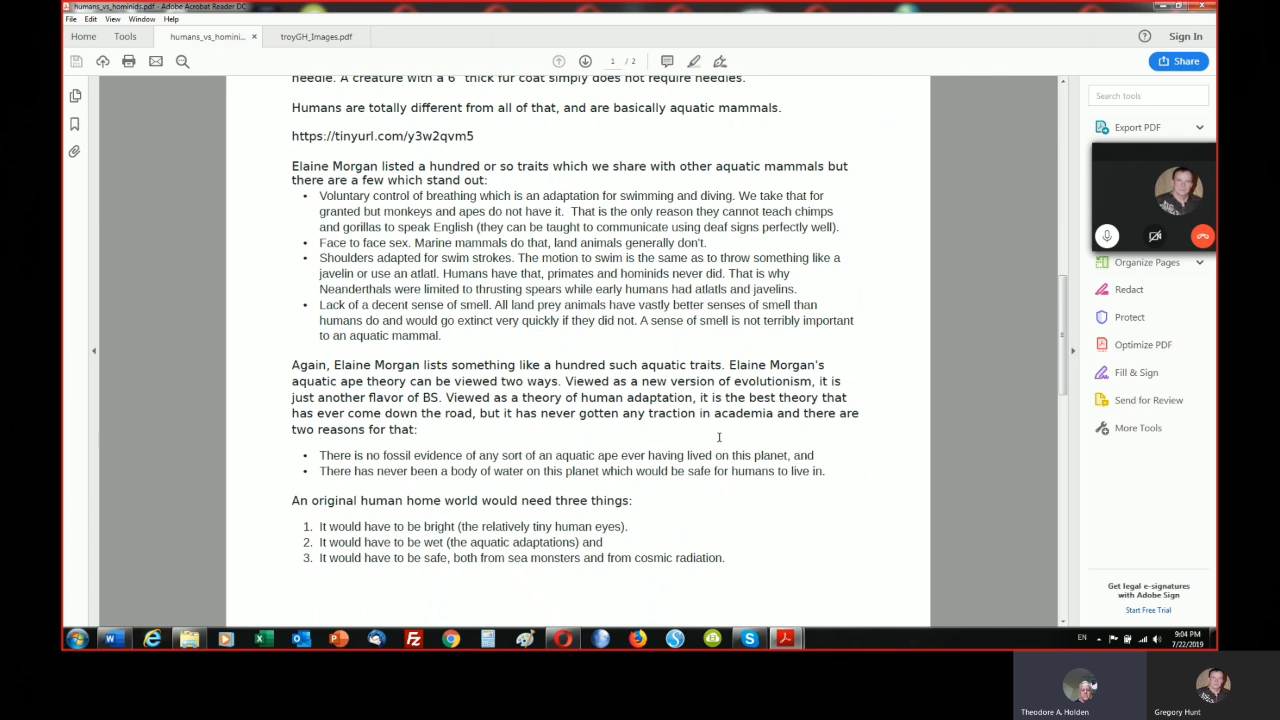 humans_vs_hominids.pdf - Adobe Acrobat Reader DC
File Edit View Window Help
Home Tools humans_vs_homini... × troyGH_Images.pdf Sign In
1 / 2 Share
needle. A creature with a 6" thick fur coat simply does not require needles.
Humans are totally different from all of that, and are basically aquatic mammals.
https://tinyurl.com/y3w2qvm5
Elaine Morgan listed a hundred or so traits which we share with other aquatic mammals but
there are a few which stand out:
• Voluntary control of breathing which is an adaptation for swimming and diving. We take that for
granted but monkeys and apes do not have it. That is the only reason they cannot teach chimps
and gorillas to speak English (they can be taught to communicate using deaf signs perfectly well).
• Face to face sex. Marine mammals do that, land animals generally don't.
• Shoulders adapted for swim strokes. The motion to swim is the same as to throw something like a
javelin or use an atlatl. Humans have that, primates and hominids never did. That is why
Neanderthals were limited to thrusting spears while early humans had atlatls and javelins.
• Lack of a decent sense of smell. All land prey animals have vastly better senses of smell than
humans do and would go extinct very quickly if they did not. A sense of smell is not terribly important
to an aquatic mammal.
Again, Elaine Morgan lists something like a hundred such aquatic traits. Elaine Morgan's
aquatic ape theory can be viewed two ways. Viewed as a new version of evolutionism, it is
just another flavor of BS. Viewed as a theory of human adaptation, it is the best theory that
has ever come down the road, but it has never gotten any traction in academia and there are
two reasons for that:
• There is no fossil evidence of any sort of an aquatic ape ever having lived on this planet, and
• There has never been a body of water on this planet which would be safe for humans to live in.
An original human home world would need three things:
1. It would have to be bright (the relatively tiny human eyes).
2. It would have to be wet (the aquatic adaptations) and
3. It would have to be safe, both from sea monsters and from cosmic radiation.
Search tools
Export PDF
Organize Pages
Redact
Protect
Optimize PDF
Fill & Sign
Send for Review
More Tools
Get legal e-signatures
with Adobe Sign
Start Free Trial
EN
9:04 PM
7/22/2019
Theodore A. Holden
Gregory Hunt